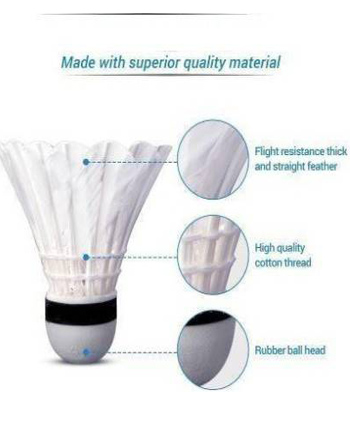 Made with superior quality material
Flight resistance thick
and straight feather
High quality
cotton thread
Rubber ball head